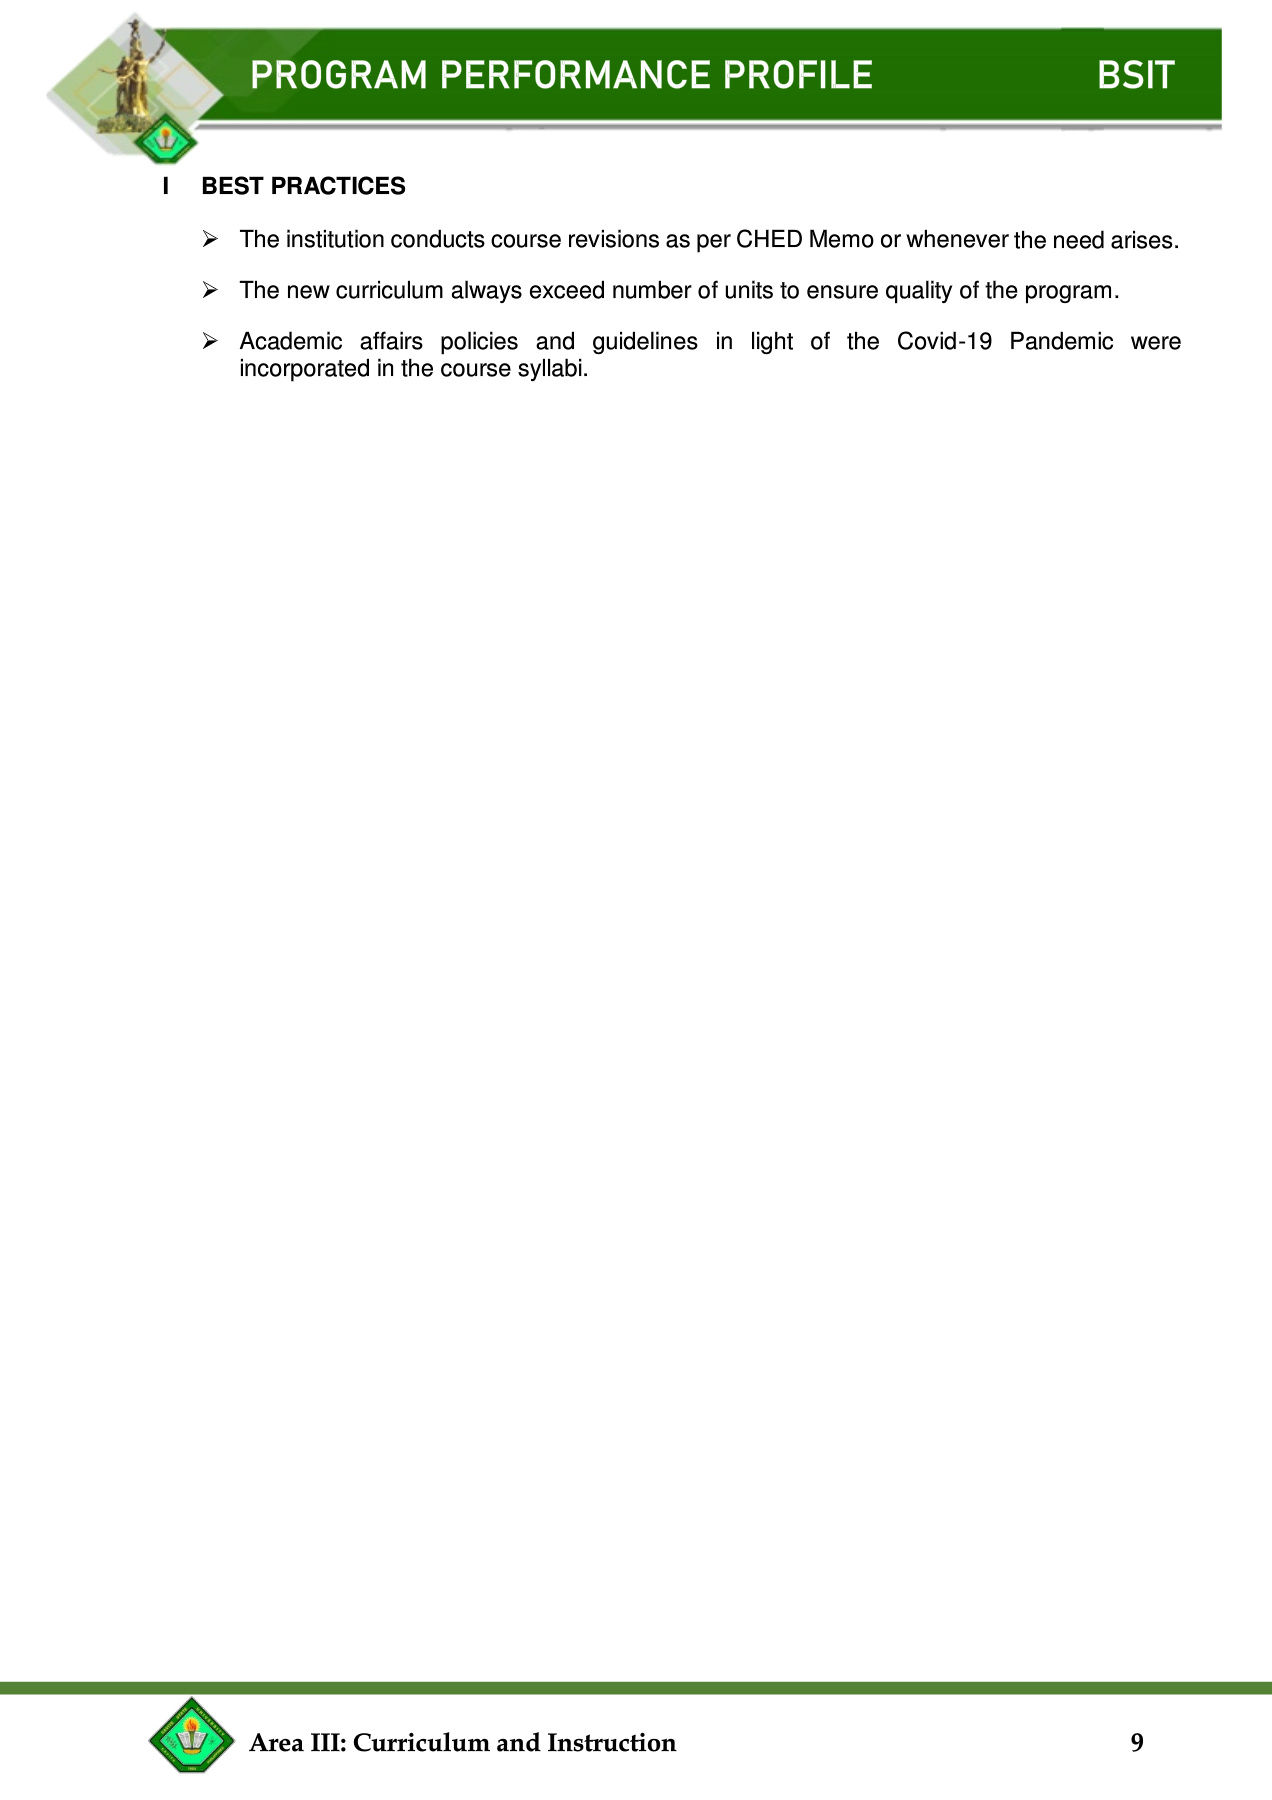 PROGRAM PERFORMANCE PROFILE BSIT
I BEST PRACTICES
➢ The institution conducts course revisions as per CHED Memo or whenever the need arises.
➢ The new curriculum always exceed number of units to ensure quality of the program.
➢ Academic affairs policies and guidelines in light of the Covid-19 Pandemic were
incorporated in the course syllabi.
Area III: Curriculum and Instruction 9